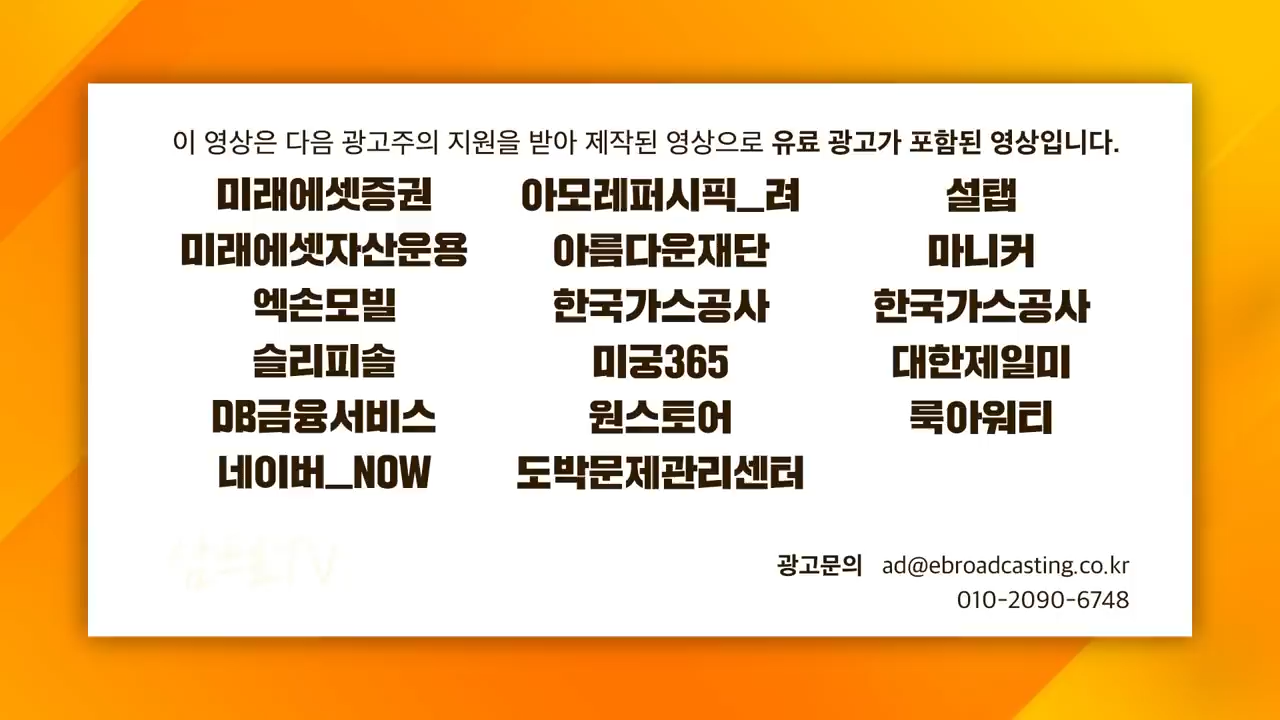 이 영상은 다음 광고주의 지원을 받아 제작된 영상으로 유료 광고가 포함된 영상입니다.
미래에셋증권 아모레퍼시픽_려 설탭
미래에셋자산운용 아름다운재단 마니커
엑손모빌 한국가스공사 한국가스공사
슬리피솔 미궁365 대한제일미
DB금융서비스 원스토어 룩아워티
네이버_NOW 도박문제관리센터
광고문의 ad@ebroadcasting.co.kr
010-2090-6748